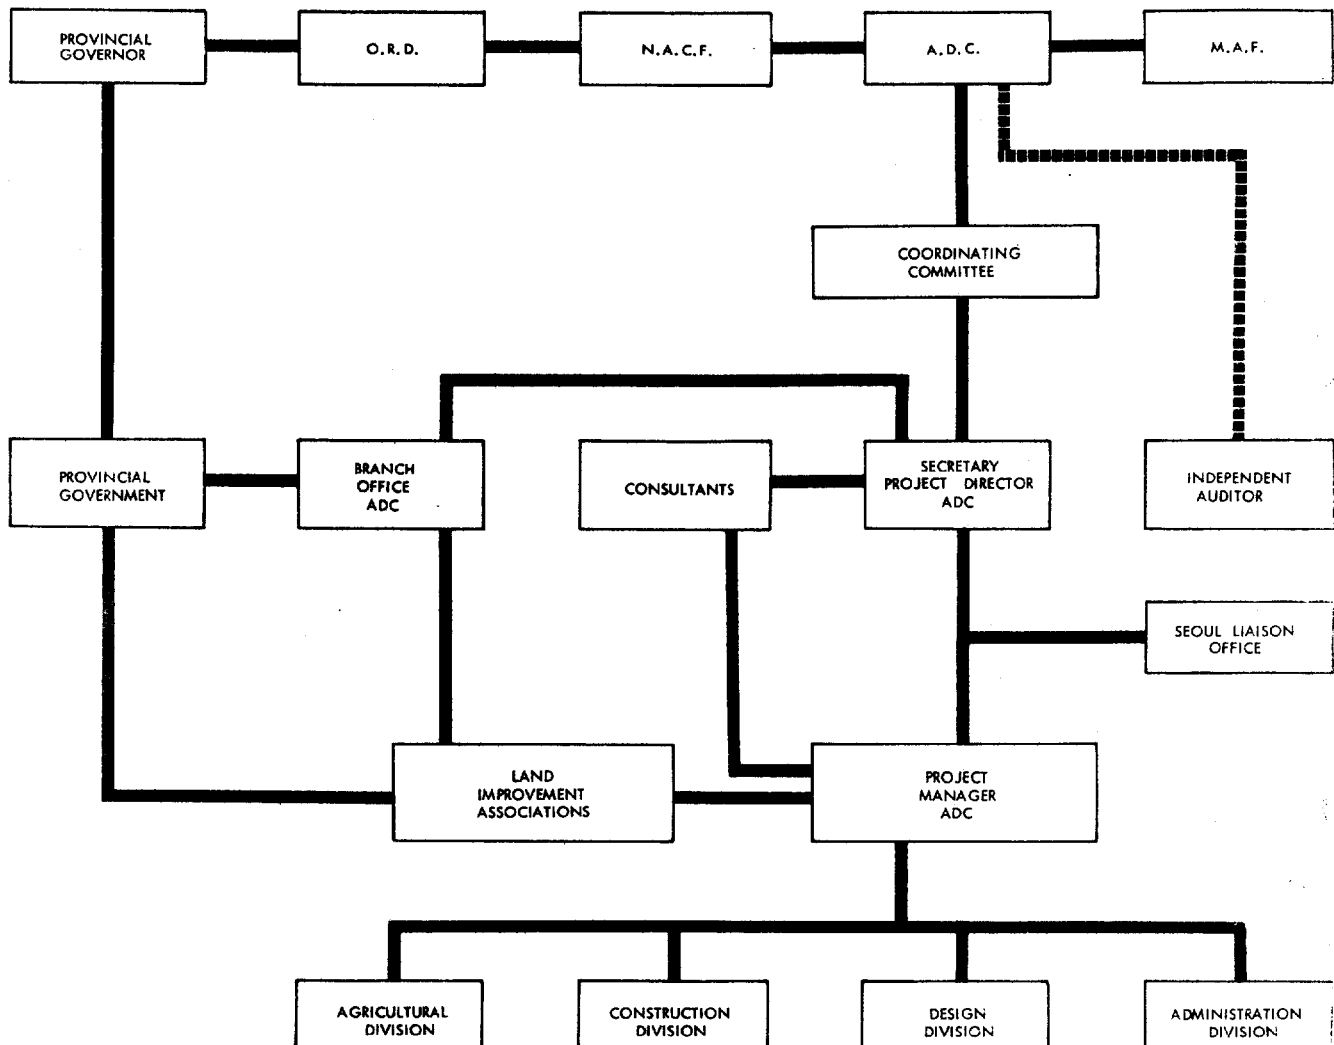 PROVINCIAL
GOVERNOR
O.R.D.
N.A.C.F.
A.D.C.
M.A.F.
COORDINATING
COMMITTEE
PROVINCIAL
GOVERNMENT
BRANCH
OFFICE
ADC
CONSULTANTS
SECRETARY
PROJECT DIRECTOR
ADC
INDEPENDENT
AUDITOR
SEOUL LIAISON
OFFICE
LAND
IMPROVEMENT
ASSOCIATIONS
PROJECT
MANAGER
ADC
AGRICULTURAL
DIVISION
CONSTRUCTION
DIVISION
DESIGN
DIVISION
ADMINISTRATION
DIVISION